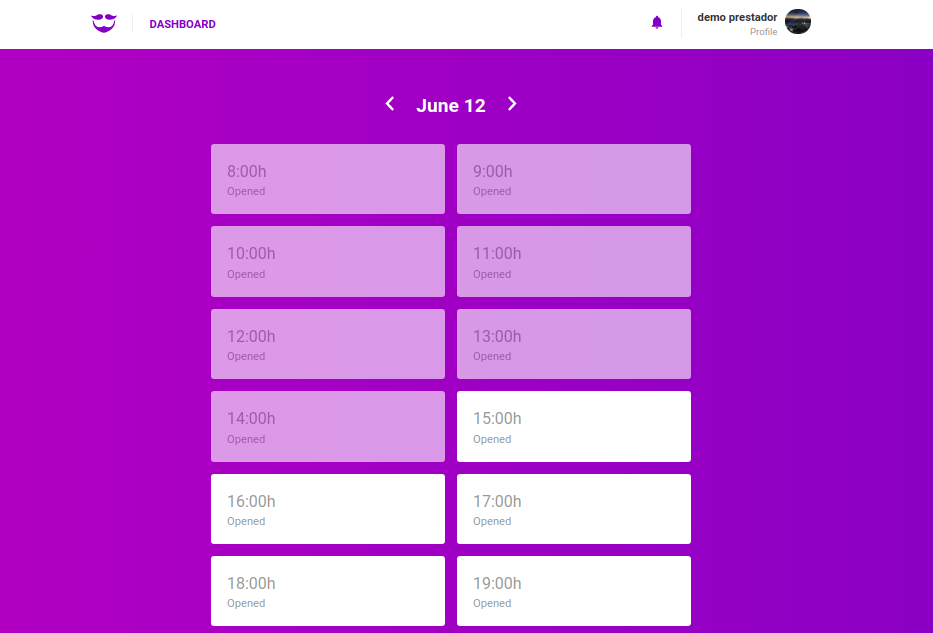 DASHBOARD
demo prestador
Profile
June 12
8:00h
Opened
9:00h
Opened
10:00h
Opened
11:00h
Opened
12:00h
Opened
13:00h
Opened
14:00h
Opened
15:00h
Opened
16:00h
Opened
17:00h
Opened
18:00h
Opened
19:00h
Opened